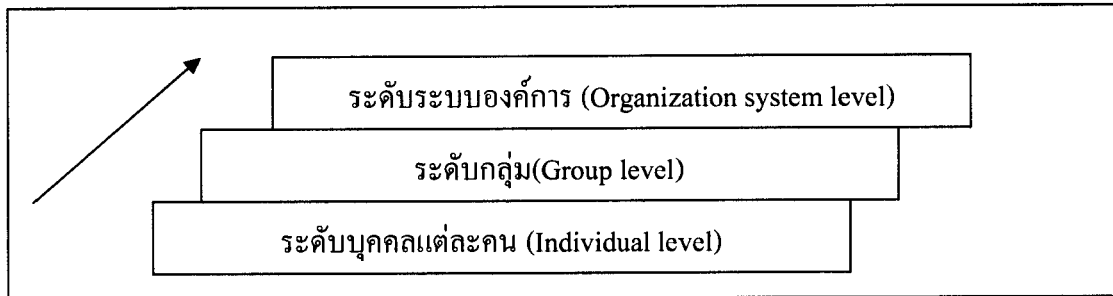 ระดับระบบองค์การ (Organization system level)
ระดับกลุ่ม(Group level)
ระดับบุคคลแต่ละคน (Individual level)